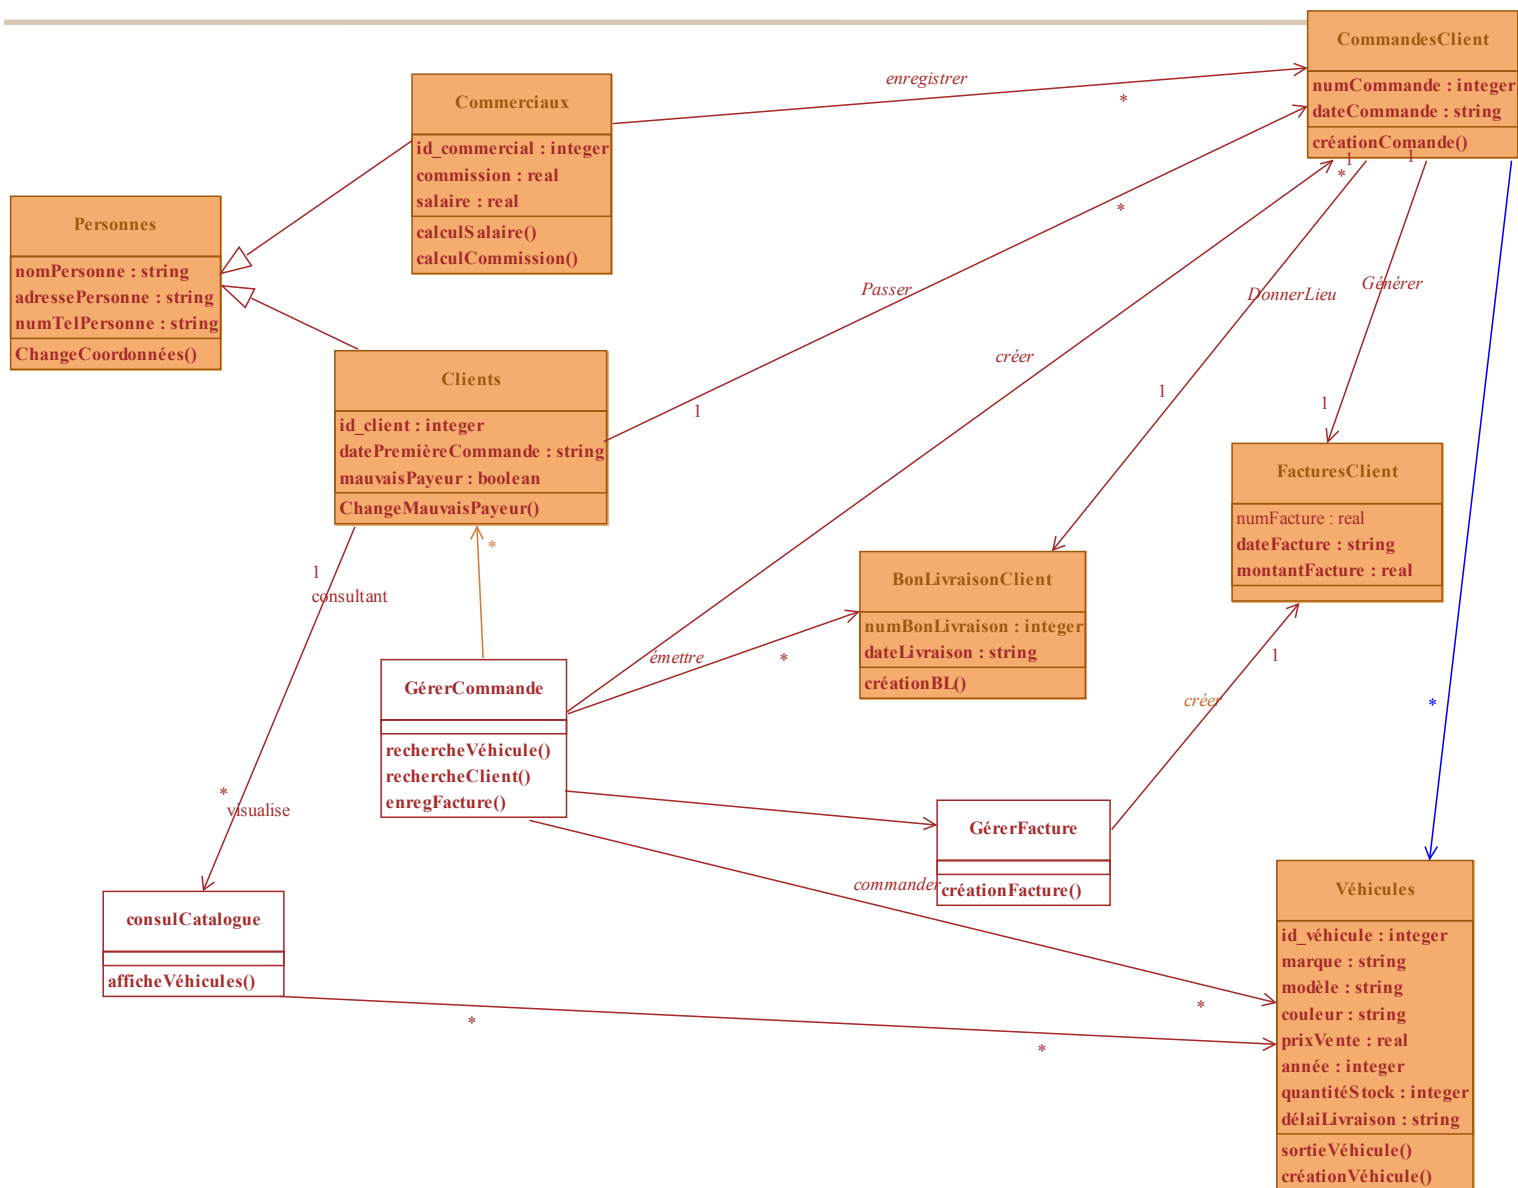 CommandesClient
numCommande : integer
dateCommande : string
créationComande()
enregistrer
*
Commerciaux
id_commercial : integer
commission : real
salaire : real
calculSalaire()
calculCommission()
Personnes
nomPersonne : string
adressePersonne : string
numTelPersonne : string
ChangeCoordonnées()
1
1
*
*
Passer
DonnerLieu
Générer
créer
Clients
id_client : integer
datePremièreCommande : string
mauvaisPayeur : boolean
ChangeMauvaisPayeur()
1
1
1
FacturesClient
numFacture : real
dateFacture : string
montantFacture : real
*
1
consultant
BonLivraisonClient
numBonLivraison : integer
dateLivraison : string
créationBL()
émettre
*
1
créer
*
GérerCommande
rechercheVéhicule()
rechercheClient()
enregFacture()
*
visualise
GérerFacture
créationFacture()
commander
consulCatalogue
afficheVéhicules()
*
*
*
Véhicules
id_véhicule : integer
marque : string
modèle : string
couleur : string
prixVente : real
année : integer
quantitéStock : integer
délaiLivraison : string
sortieVéhicule()
créationVéhicule()